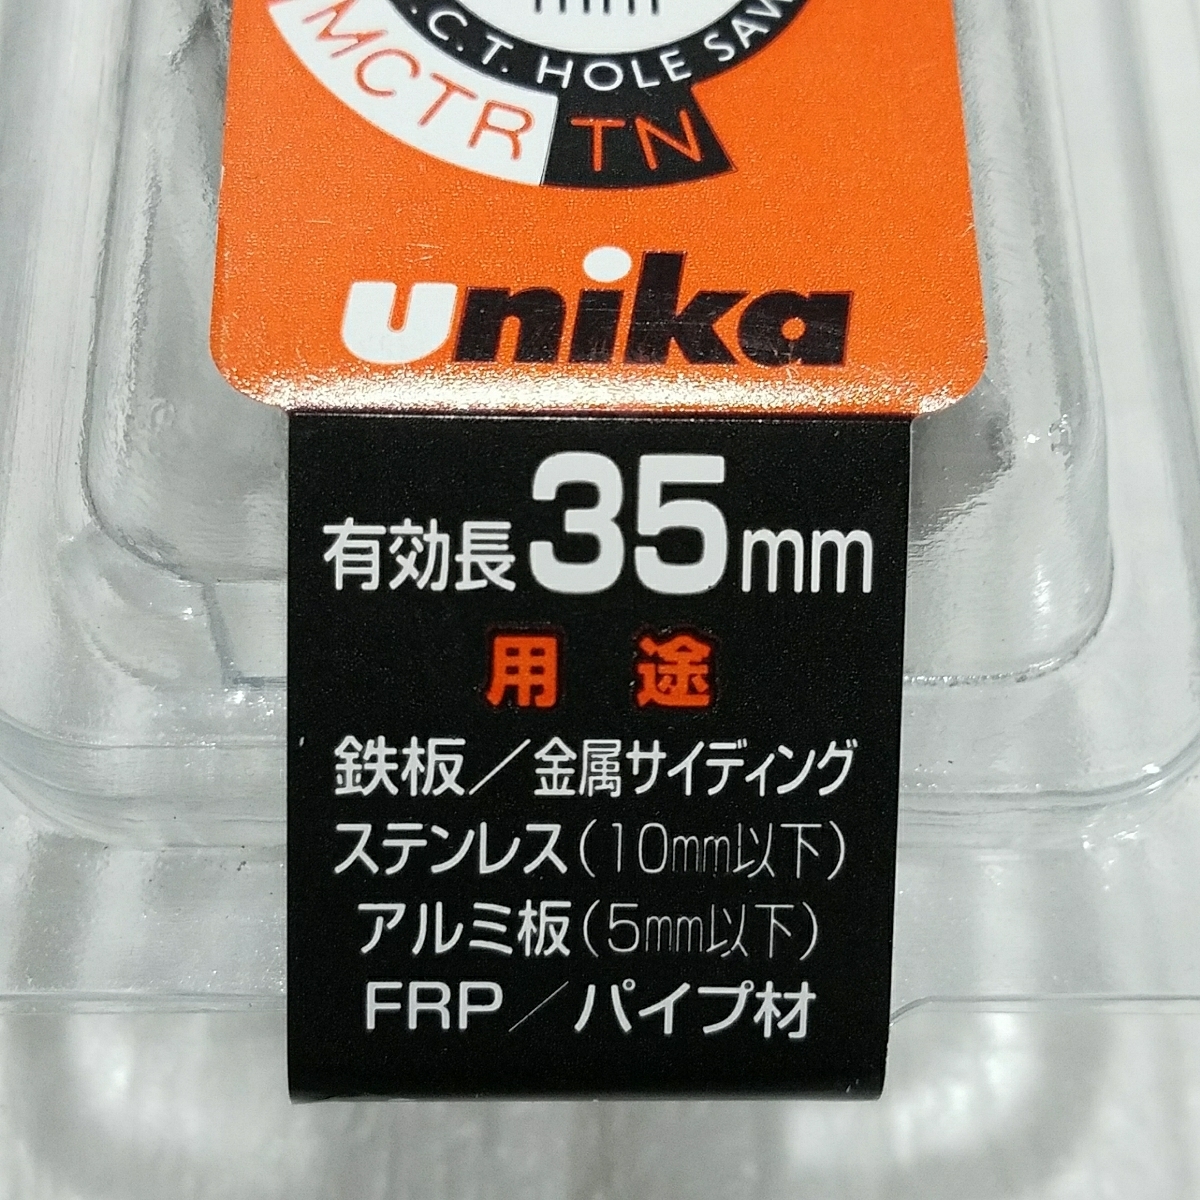 C.T. HOLE SAW
MCTR TN
unika
有効長35mm
用途
鉄板／金属サイディング
ステンレス(10mm以下)
アルミ板(5mm以下)
FRP／パイプ材